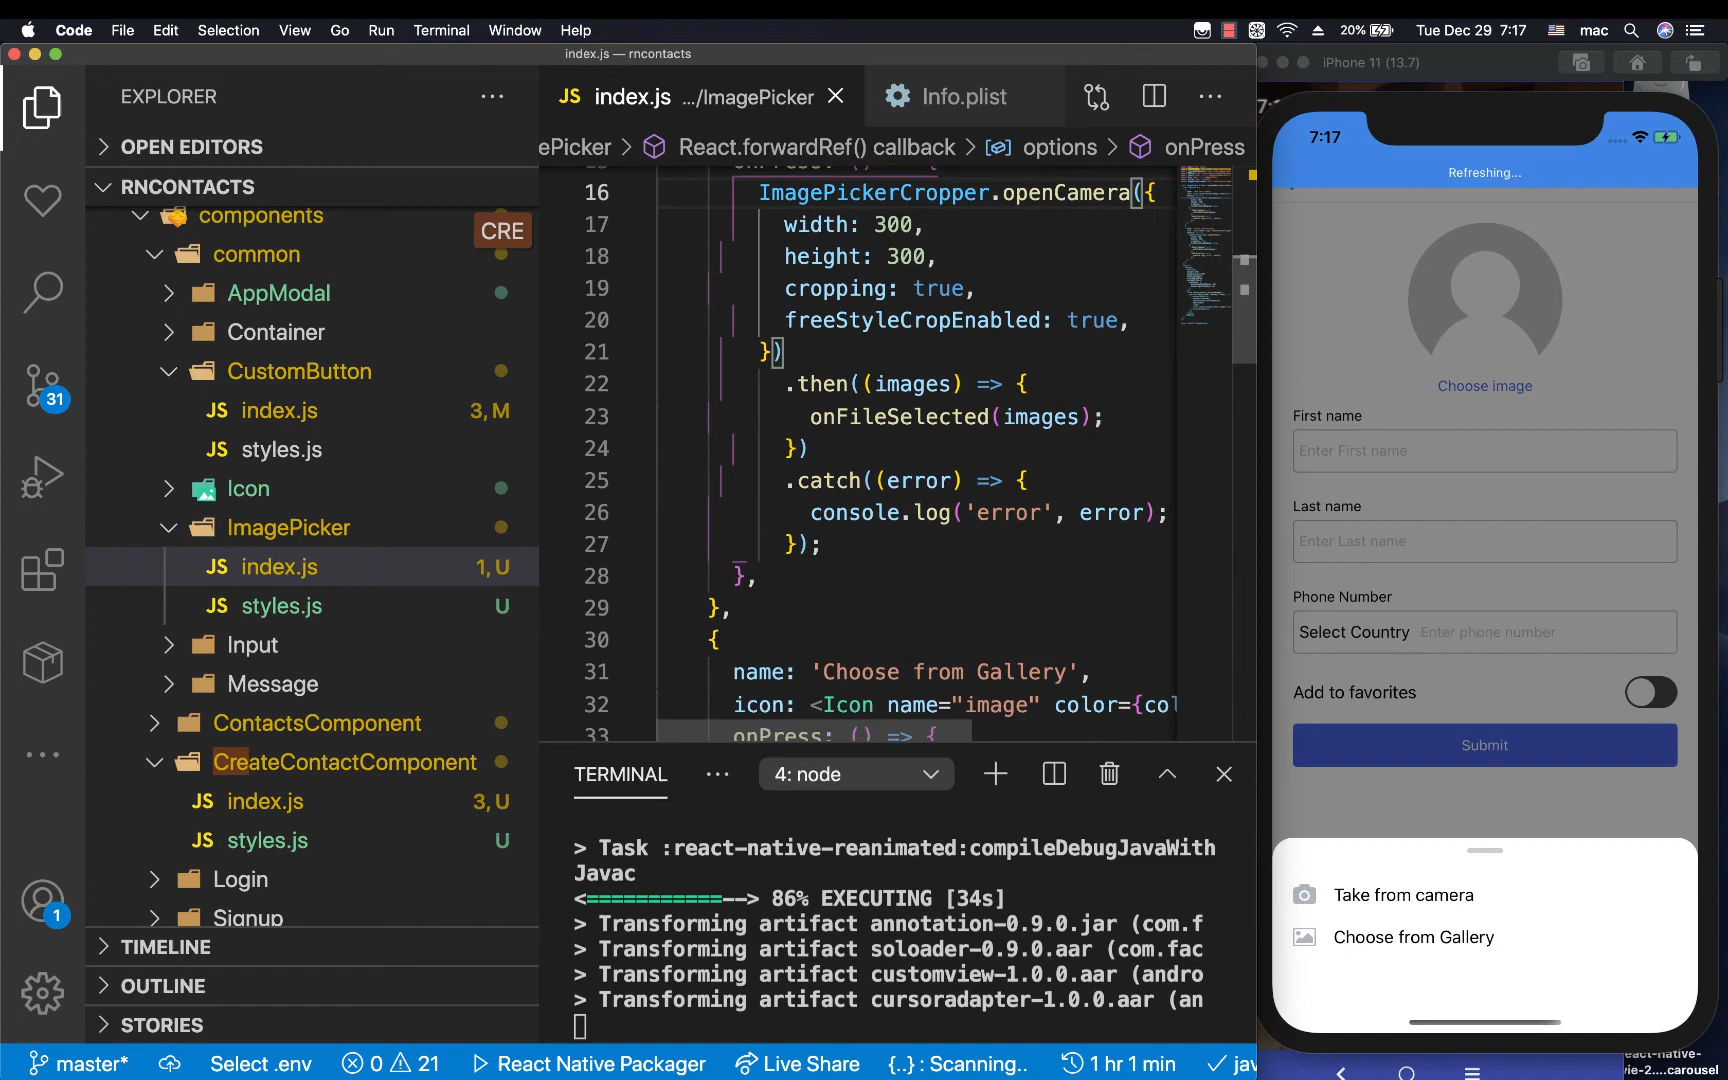 Code File Edit Selection View Go Run Terminal Window Help 20% Tue Dec 29 7:17 mac
index.js — rncontacts
iPhone 11 (13.7)
EXPLORER
OPEN EDITORS
RNCONTACTS
components
CRE
common
AppModal
Container
CustomButton
JS index.js 3, M
JS styles.js
Icon
ImagePicker
JS index.js 1, U
JS styles.js U
Input
Message
ContactsComponent
CreateContactComponent
JS index.js 3, U
JS styles.js U
Login
Signup
TIMELINE
OUTLINE
STORIES
31
1
JS index.js .../ImagePicker
Info.plist
ePicker > React.forwardRef() callback > options > onPress
16 ImagePickerCropper.openCamera({
17 width: 300,
18 height: 300,
19 cropping: true,
20 freeStyleCropEnabled: true,
21 })
22 .then((images) => {
23 onFileSelected(images);
24 })
25 .catch((error) => {
26 console.log('error', error);
27 });
28 },
29 },
30 {
31 name: 'Choose from Gallery',
32 icon: <Icon name="image" color={col
33 onPress: () => {
TERMINAL
4: node
> Task :react-native-reanimated:compileDebugJavaWith
Javac
<===========--> 86% EXECUTING [34s]
> Transforming artifact annotation-0.9.0.jar (com.f
> Transforming artifact soloader-0.9.0.aar (com.fac
> Transforming artifact customview-1.0.0.aar (andro
> Transforming artifact cursoradapter-1.0.0.aar (an
master* Select .env 0 21 React Native Packager Live Share {..} : Scanning.. 1 hr 1 min jav
7:17
Refreshing...
Choose image
First name
Enter First name
Last name
Enter Last name
Phone Number
Select Country Enter phone number
Add to favorites
Submit
Take from camera
Choose from Gallery